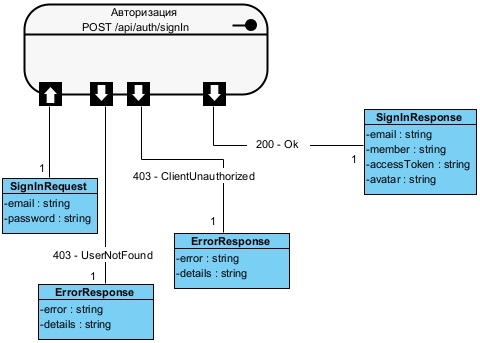 Авторизация
POST /api/auth/signIn
200 - Ok
SignInResponse
-email : string
-member : string
-accessToken : string
-avatar : string
1
1
403 - ClientUnauthorized
SignInRequest
-email : string
-password : string
1
ErrorResponse
-error : string
-details : string
403 - UserNotFound
1
ErrorResponse
-error : string
-details : string